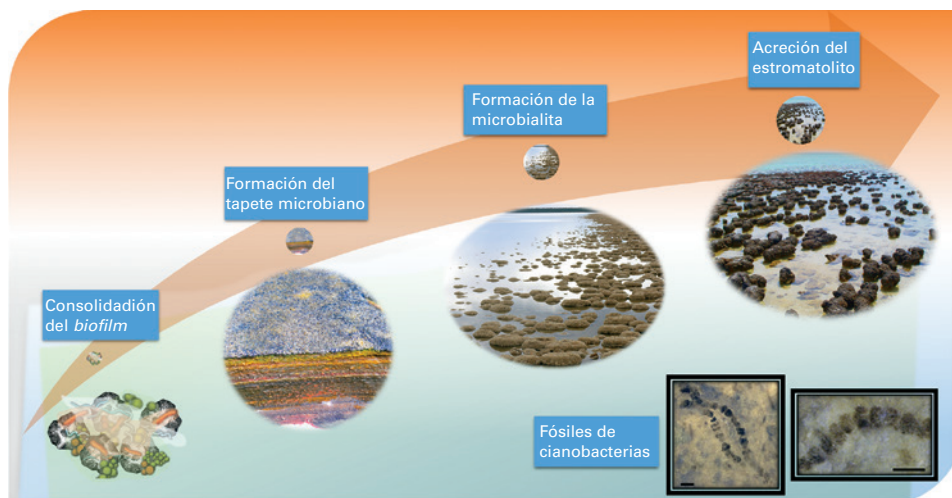 Consolidadión
del biofilm
Formación del
tapete microbiano
Formación de la
microbialita
Acreción del
estromatolito
Fósiles de
cianobacterias